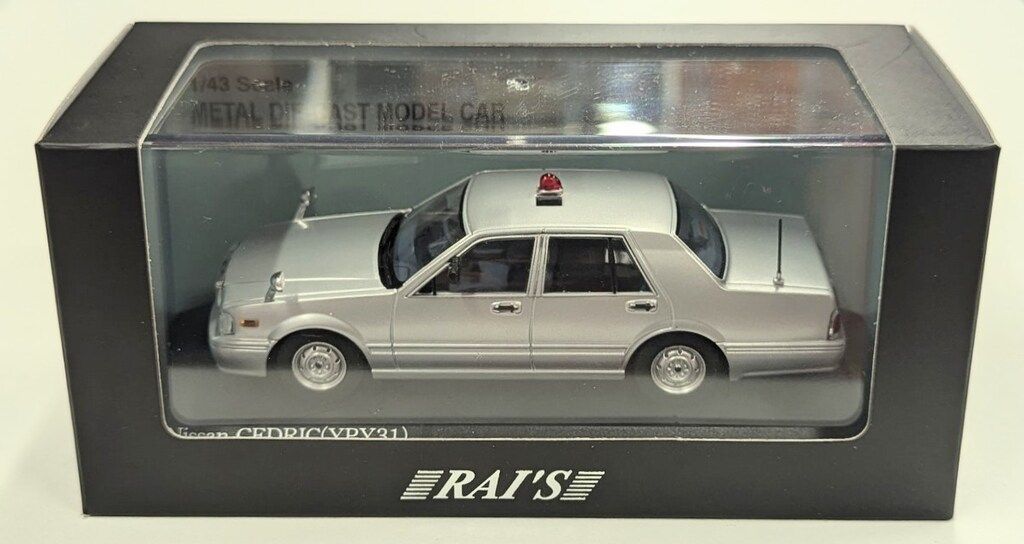 1/43 Scale
METAL DIE CAST MODEL CAR
Nissan CEDRIC(YPY31)
RAI'S